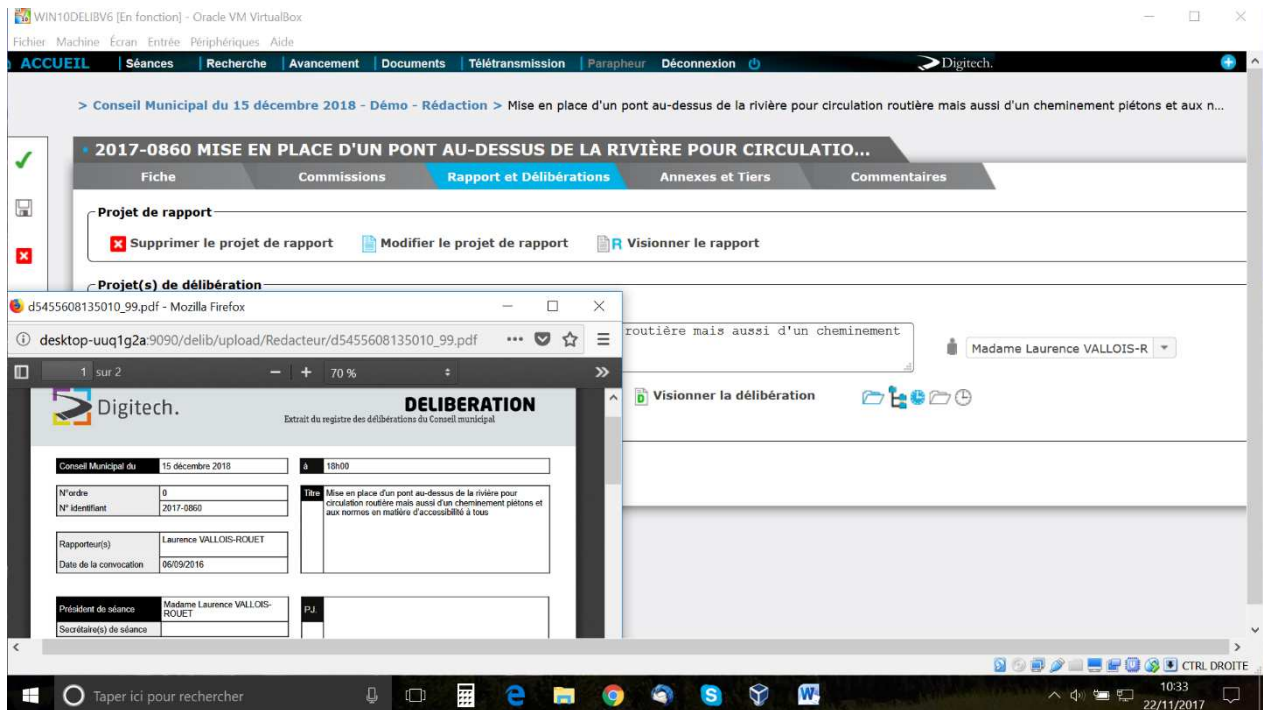 WIN10DELIBV6 [En fonction] - Oracle VM VirtualBox
Fichier Machine Écran Entrée Périphériques Aide
ACCUEIL Séances Recherche Avancement Documents Télétransmission Parapheur Déconnexion Digitech.
> Conseil Municipal du 15 décembre 2018 - Démo - Rédaction > Mise en place d'un pont au-dessus de la rivière pour circulation routière mais aussi d'un cheminement piétons et aux n...
2017-0860 MISE EN PLACE D'UN PONT AU-DESSUS DE LA RIVIÈRE POUR CIRCULATIO...
Fiche Commissions Rapport et Délibérations Annexes et Tiers Commentaires
Projet de rapport
Supprimer le projet de rapport Modifier le projet de rapport R Visionner le rapport
Projet(s) de délibération
routière mais aussi d'un cheminement
Madame Laurence VALLOIS-R
D Visionner la délibération
d5455608135010_99.pdf - Mozilla Firefox
desktop-uuq1g2a:9090/delib/upload/Redacteur/d5455608135010_99.pdf
1 sur 2 70 %
Digitech.
DELIBERATION
Extrait du registre des délibérations du Conseil municipal
Conseil Municipal du 15 décembre 2018 à 18h00
N°ordre 0
N° identifiant 2017-0860
Titre Mise en place d'un pont au-dessus de la rivière pour
circulation routière mais aussi d'un cheminement piétons et
aux normes en matière d'accessibilité à tous
Rapporteur(s) Laurence VALLOIS-ROUET
Date de la convocation 06/09/2016
Président de séance Madame Laurence VALLOIS-
ROUET
P.J.
Secrétaire(s) de séance
CTRL DROITE
Taper ici pour rechercher
10:33
22/11/2017